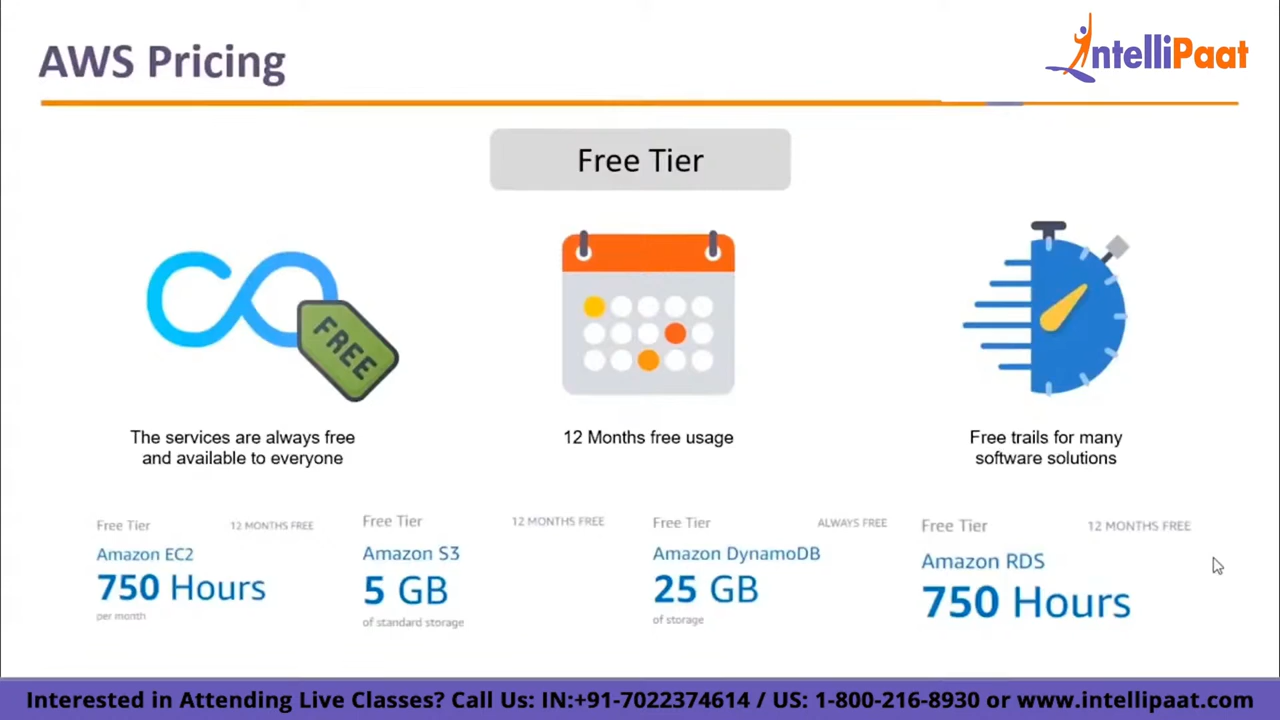 AWS Pricing
IntelliPaat
Free Tier
FREE
The services are always free
and available to everyone
12 Months free usage
Free trails for many
software solutions
Free Tier 12 MONTHS FREE
Amazon EC2
750 Hours
per month
Free Tier 12 MONTHS FREE
Amazon S3
5 GB
of standard storage
Free Tier ALWAYS FREE
Amazon DynamoDB
25 GB
of storage
Free Tier 12 MONTHS FREE
Amazon RDS
750 Hours
Interested in Attending Live Classes? Call Us: IN:+91-7022374614 / US: 1-800-216-8930 or www.intellipaat.com